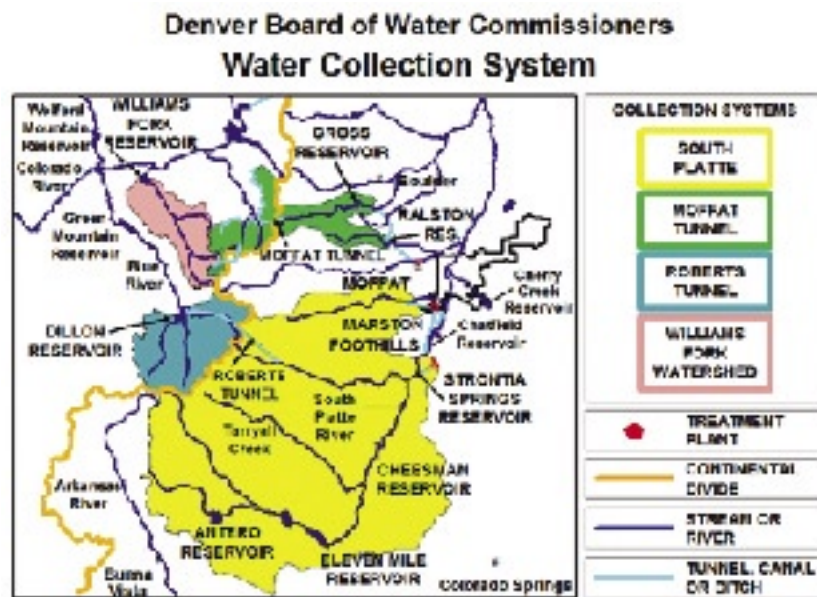 Denver Board of Water Commissioners
Water Collection System
Wolford
Mountain
Reservoir
Colorado
River
WILLIAMS
FORK
RESERVOIR
GROSS
RESERVOIR
Boulder
RALSTON
RES.
Green
Mountain
Reservoir
MOFFAT TUNNEL
Blue
River
MOFFAT
Cherry
Creek
Reservoir
DILLON
RESERVOIR
MARSTON
FOOTHILLS
Chatfield
Reservoir
ROBERTS
TUNNEL
South
Platte
River
STRONTIA
SPRINGS
RESERVOIR
Tarryall
Creek
Arkansas
River
CHEESMAN
RESERVOIR
ANTERO
RESERVOIR
ELEVEN MILE
RESERVOIR
Buena
Vista
Colorado Springs
COLLECTION SYSTEMS
SOUTH
PLATTE
MOFFAT
TUNNEL
ROBERTS
TUNNEL
WILLIAMS
FORK
WATERSHED
TREATMENT
PLANT
CONTINENTAL
DIVIDE
STREAM OR
RIVER
TUNNEL, CANAL
OR DITCH